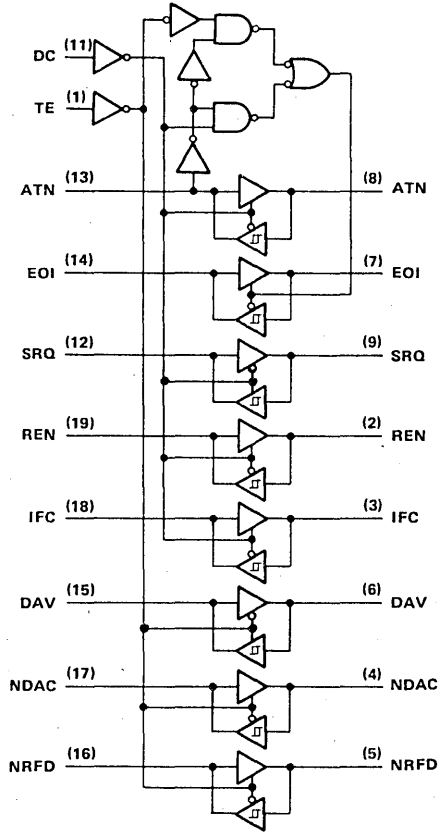 DC (11)
TE (1)
ATN (13) (8) ATN
EOI (14) (7) EOI
SRQ (12) (9) SRQ
REN (19) (2) REN
IFC (18) (3) IFC
DAV (15) (6) DAV
NDAC (17) (4) NDAC
NRFD (16) (5) NRFD